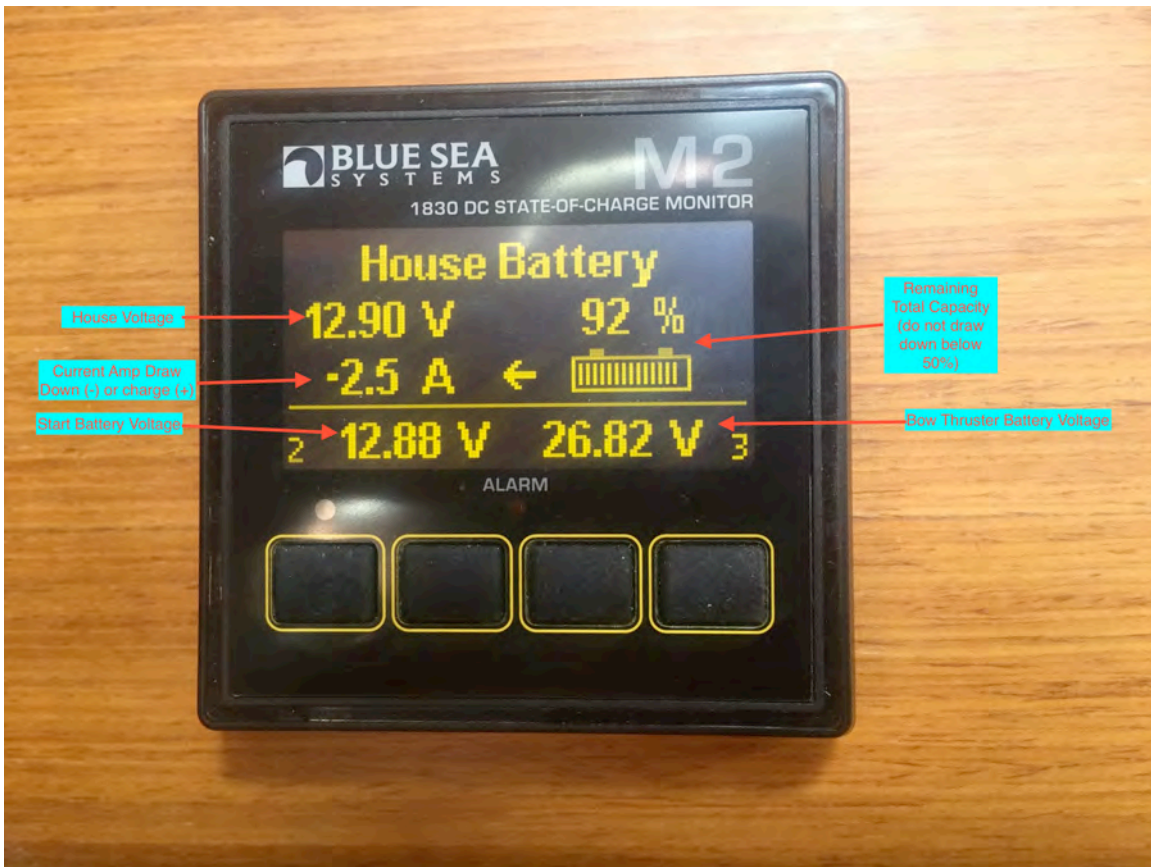 BLUE SEA
SYSTEMS
M2
1830 DC STATE-OF-CHARGE MONITOR
House Battery
12.90 V 92 %
-2.5 A
2 12.88 V 26.82 V 3
ALARM
House Voltage
Current Amp Draw
Down (-) or charge (+)
Start Battery Voltage
Remaining
Total Capacity
(do not draw
down below
50%)
Bow Thruster Battery Voltage